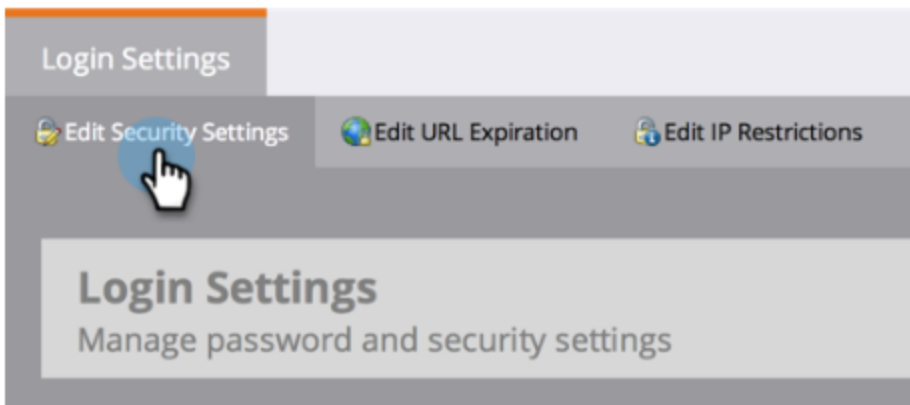 Login Settings
Edit Security Settings Edit URL Expiration Edit IP Restrictions
Login Settings
Manage password and security settings